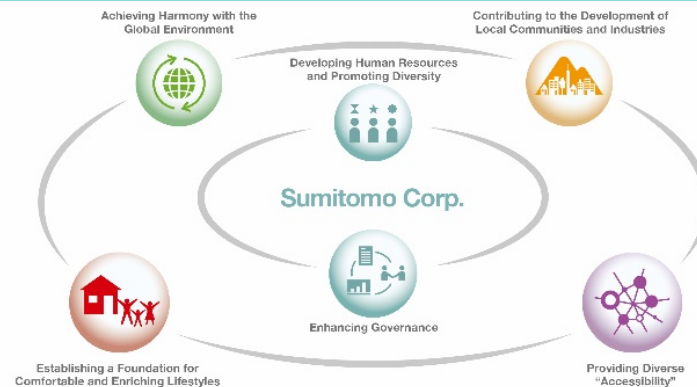 Achieving Harmony with the
Global Environment
Contributing to the Development of
Local Communities and Industries
Developing Human Resources
and Promoting Diversity
Sumitomo Corp.
Enhancing Governance
Establishing a Foundation for
Comfortable and Enriching Lifestyles
Providing Diverse
“Accessibility”